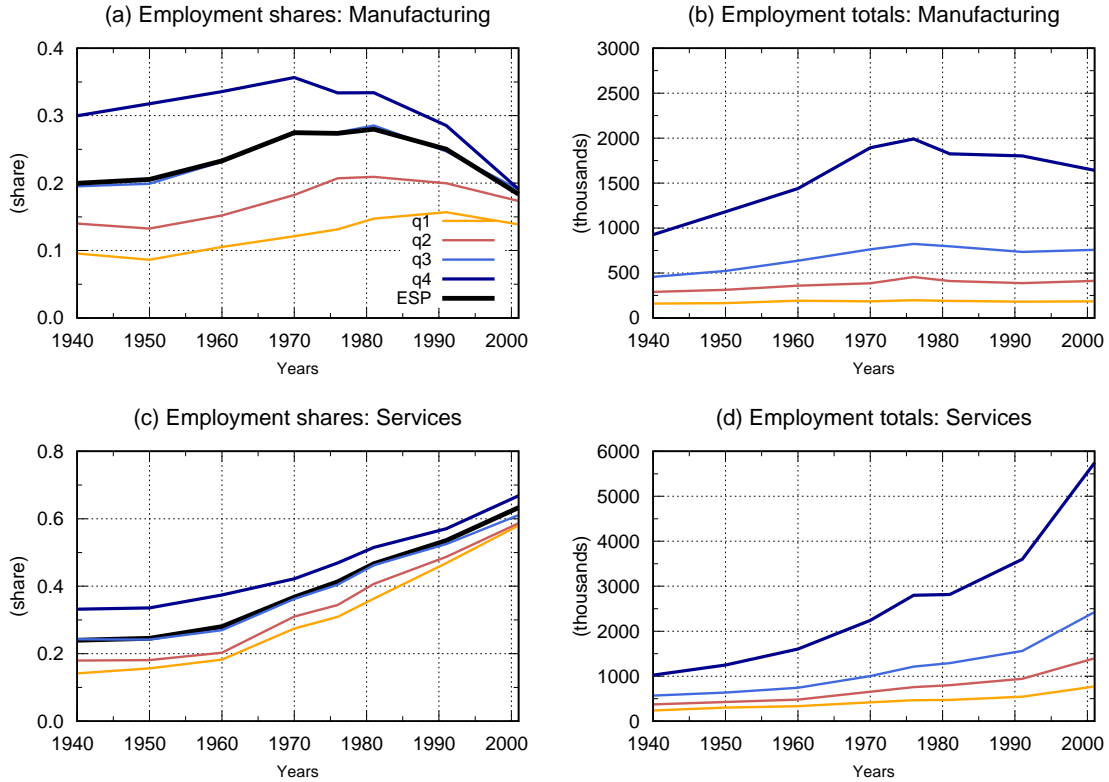 (a) Employment shares: Manufacturing
0.4
0.3
0.2
0.1
0.0
(share)
q1
q2
q3
q4
ESP
1940 1950 1960 1970 1980 1990 2000
Years
(b) Employment totals: Manufacturing
3000
2500
2000
1500
1000
500
0
(thousands)
1940 1950 1960 1970 1980 1990 2000
Years
(c) Employment shares: Services
0.8
0.6
0.4
0.2
0.0
(share)
1940 1950 1960 1970 1980 1990 2000
Years
(d) Employment totals: Services
6000
5000
4000
3000
2000
1000
0
(thousands)
1940 1950 1960 1970 1980 1990 2000
Years